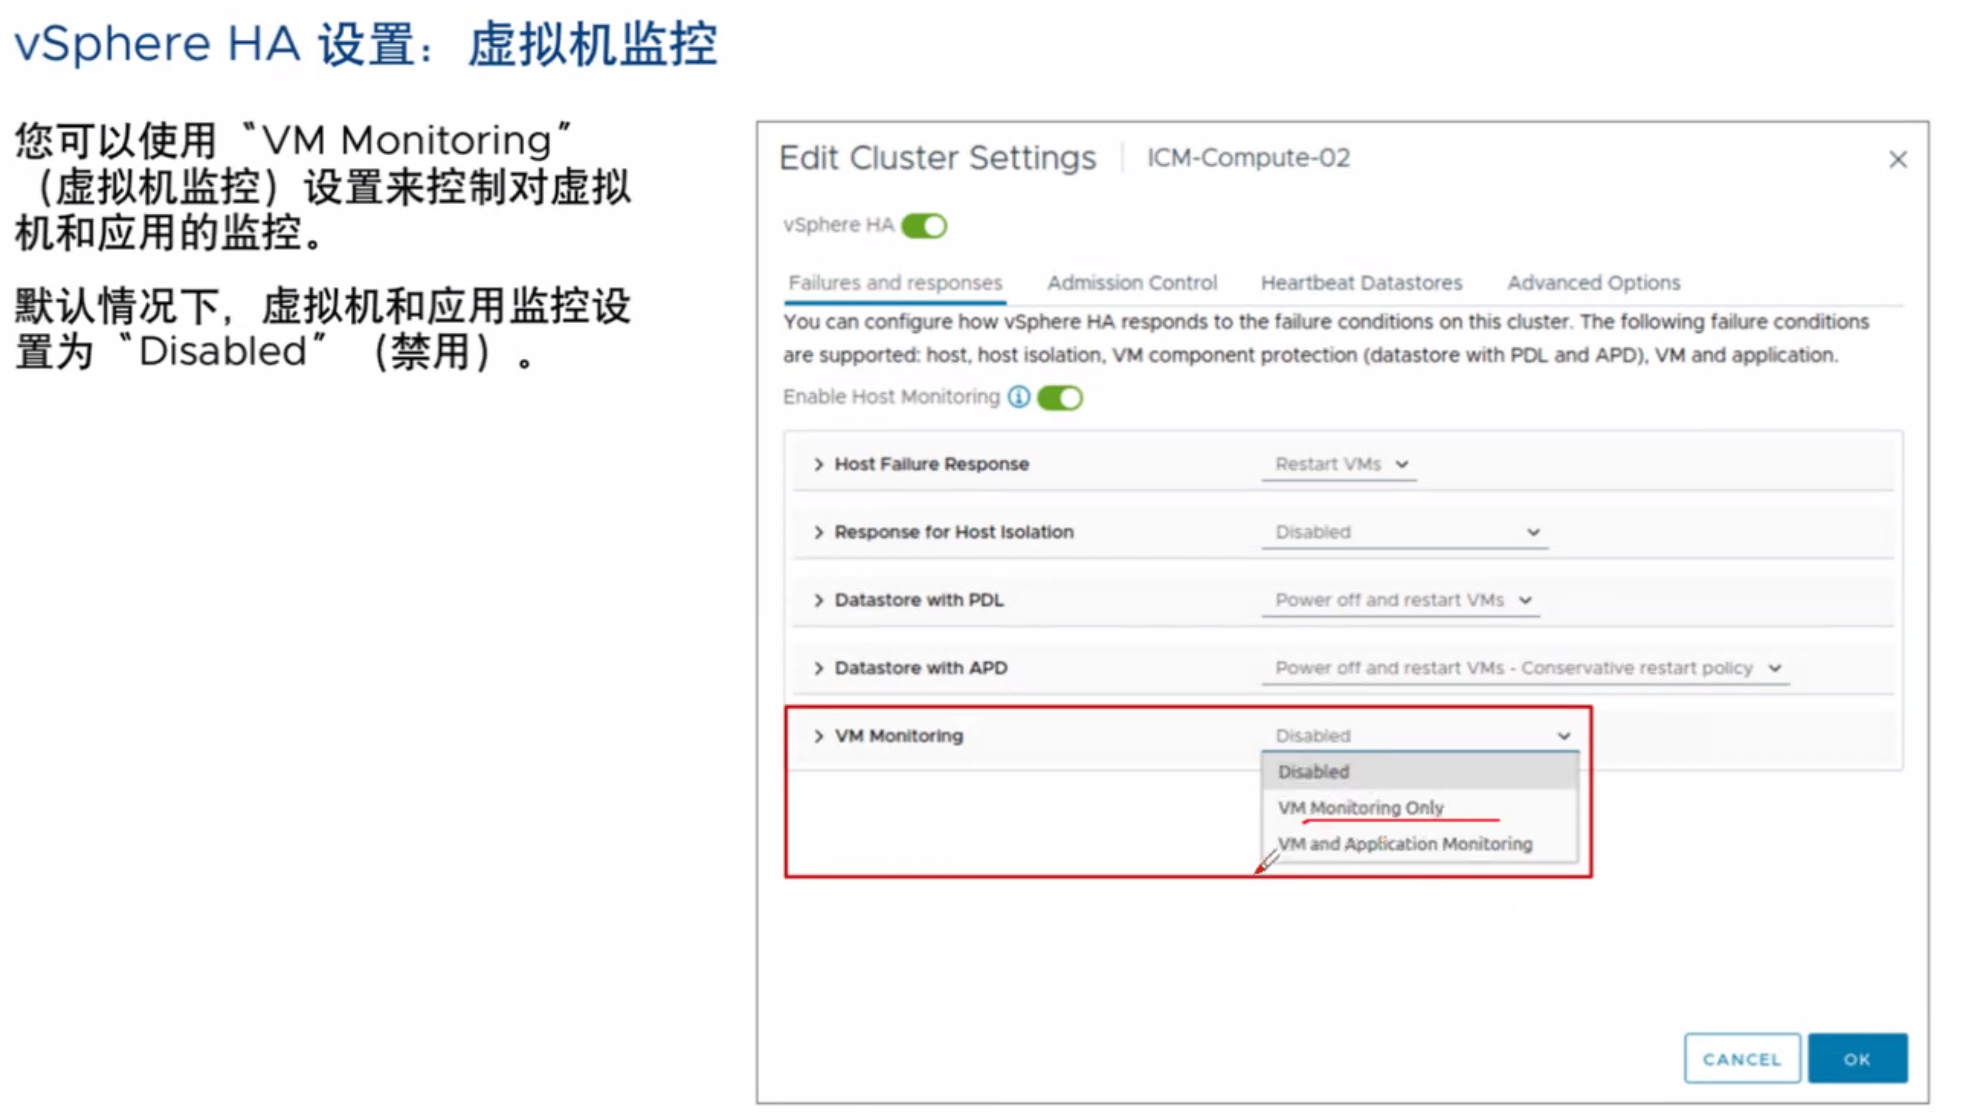 vSphere HA 设置：虚拟机监控
您可以使用“VM Monitoring”
（虚拟机监控）设置来控制对虚拟
机和应用的监控。
默认情况下，虚拟机和应用监控设
置为“Disabled”（禁用）。
Edit Cluster Settings ICM-Compute-02
vSphere HA
Failures and responses Admission Control Heartbeat Datastores Advanced Options
You can configure how vSphere HA responds to the failure conditions on this cluster. The following failure conditions
are supported: host, host isolation, VM component protection (datastore with PDL and APD), VM and application.
Enable Host Monitoring
Host Failure Response Restart VMs
Response for Host Isolation Disabled
Datastore with PDL Power off and restart VMs
Datastore with APD Power off and restart VMs - Conservative restart policy
VM Monitoring Disabled
Disabled
VM Monitoring Only
VM and Application Monitoring
CANCEL OK